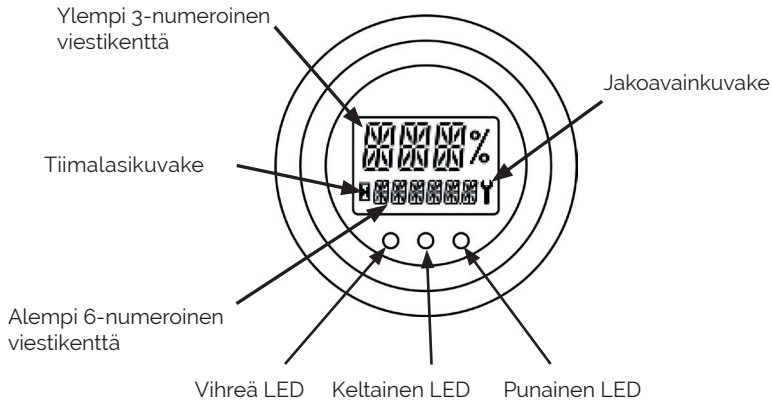 Ylempi 3-numeroinen
viestikenttä
Jakoavainkuvake
%
Tiimalasikuvake
Alempi 6-numeroinen
viestikenttä
Vihreä LED Keltainen LED Punainen LED